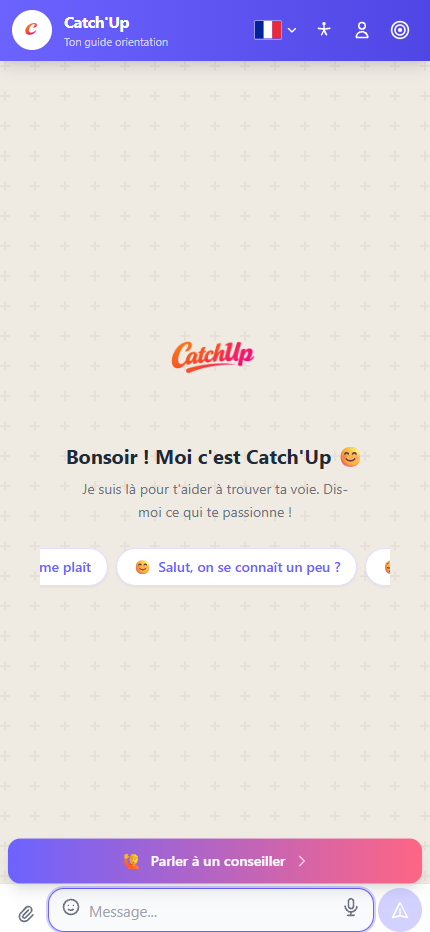 Catch'Up
Ton guide orientation
CatchUp
Bonsoir ! Moi c'est Catch'Up 😊
Je suis là pour t'aider à trouver ta voie. Dis-
moi ce qui te passionne !
me plaît
😊 Salut, on se connaît un peu ?
🙋 Parler à un conseiller
Message...